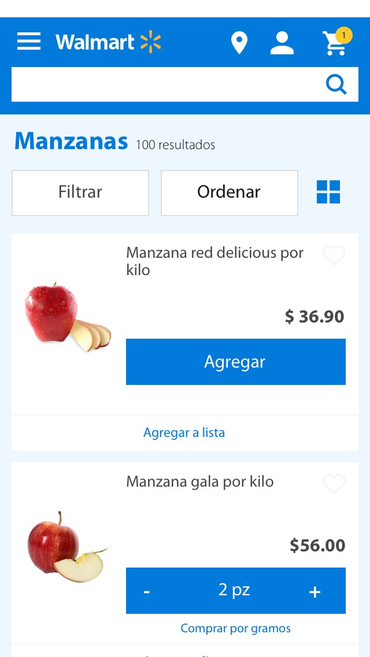 Walmart
1
Manzanas 100 resultados
Filtrar
Ordenar
Manzana red delicious por
kilo
$ 36.90
Agregar
Agregar a lista
Manzana gala por kilo
$56.00
- 2 pz +
Comprar por gramos